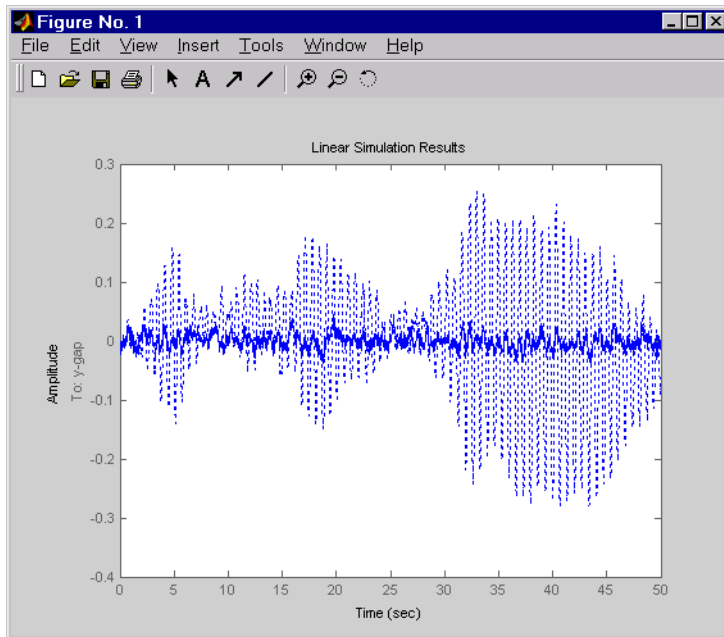 Figure No. 1
File Edit View Insert Tools Window Help
A
Linear Simulation Results
0.3
0.2
0.1
0
-0.1
-0.2
-0.3
-0.4
Amplitude
To: y-gap
0 5 10 15 20 25 30 35 40 45 50
Time (sec)